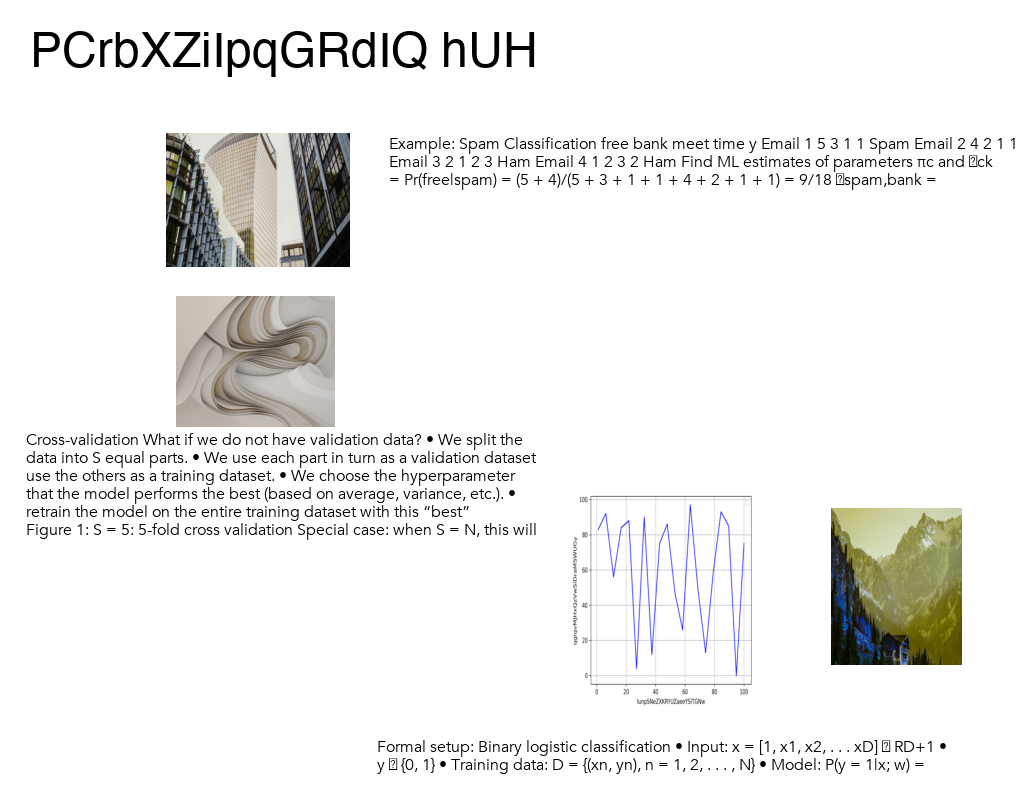 PCrbXZiIpqGRdIQ hUH
Example: Spam Classification free bank meet time y Email 1 5 3 1 1 Spam Email 2 4 2 1 1
Email 3 2 1 2 3 Ham Email 4 1 2 3 2 Ham Find ML estimates of parameters πc and ck
= Pr(free|spam) = (5 + 4)/(5 + 3 + 1 + 1 + 4 + 2 + 1 + 1) = 9/18 spam,bank =
Cross-validation What if we do not have validation data? • We split the
data into S equal parts. • We use each part in turn as a validation dataset
use the others as a training dataset. • We choose the hyperparameter
that the model performs the best (based on average, variance, etc.). •
retrain the model on the entire training dataset with this “best”
Figure 1: S = 5: 5-fold cross validation Special case: when S = N, this will
100
80
60
40
20
0
0 20 40 60 80 100
Formal setup: Binary logistic classification • Input: x = [1, x1, x2, . . . xD] RD+1 •
y {0, 1} • Training data: D = {(xn, yn), n = 1, 2, . . . , N} • Model: P(y = 1|x; w) =